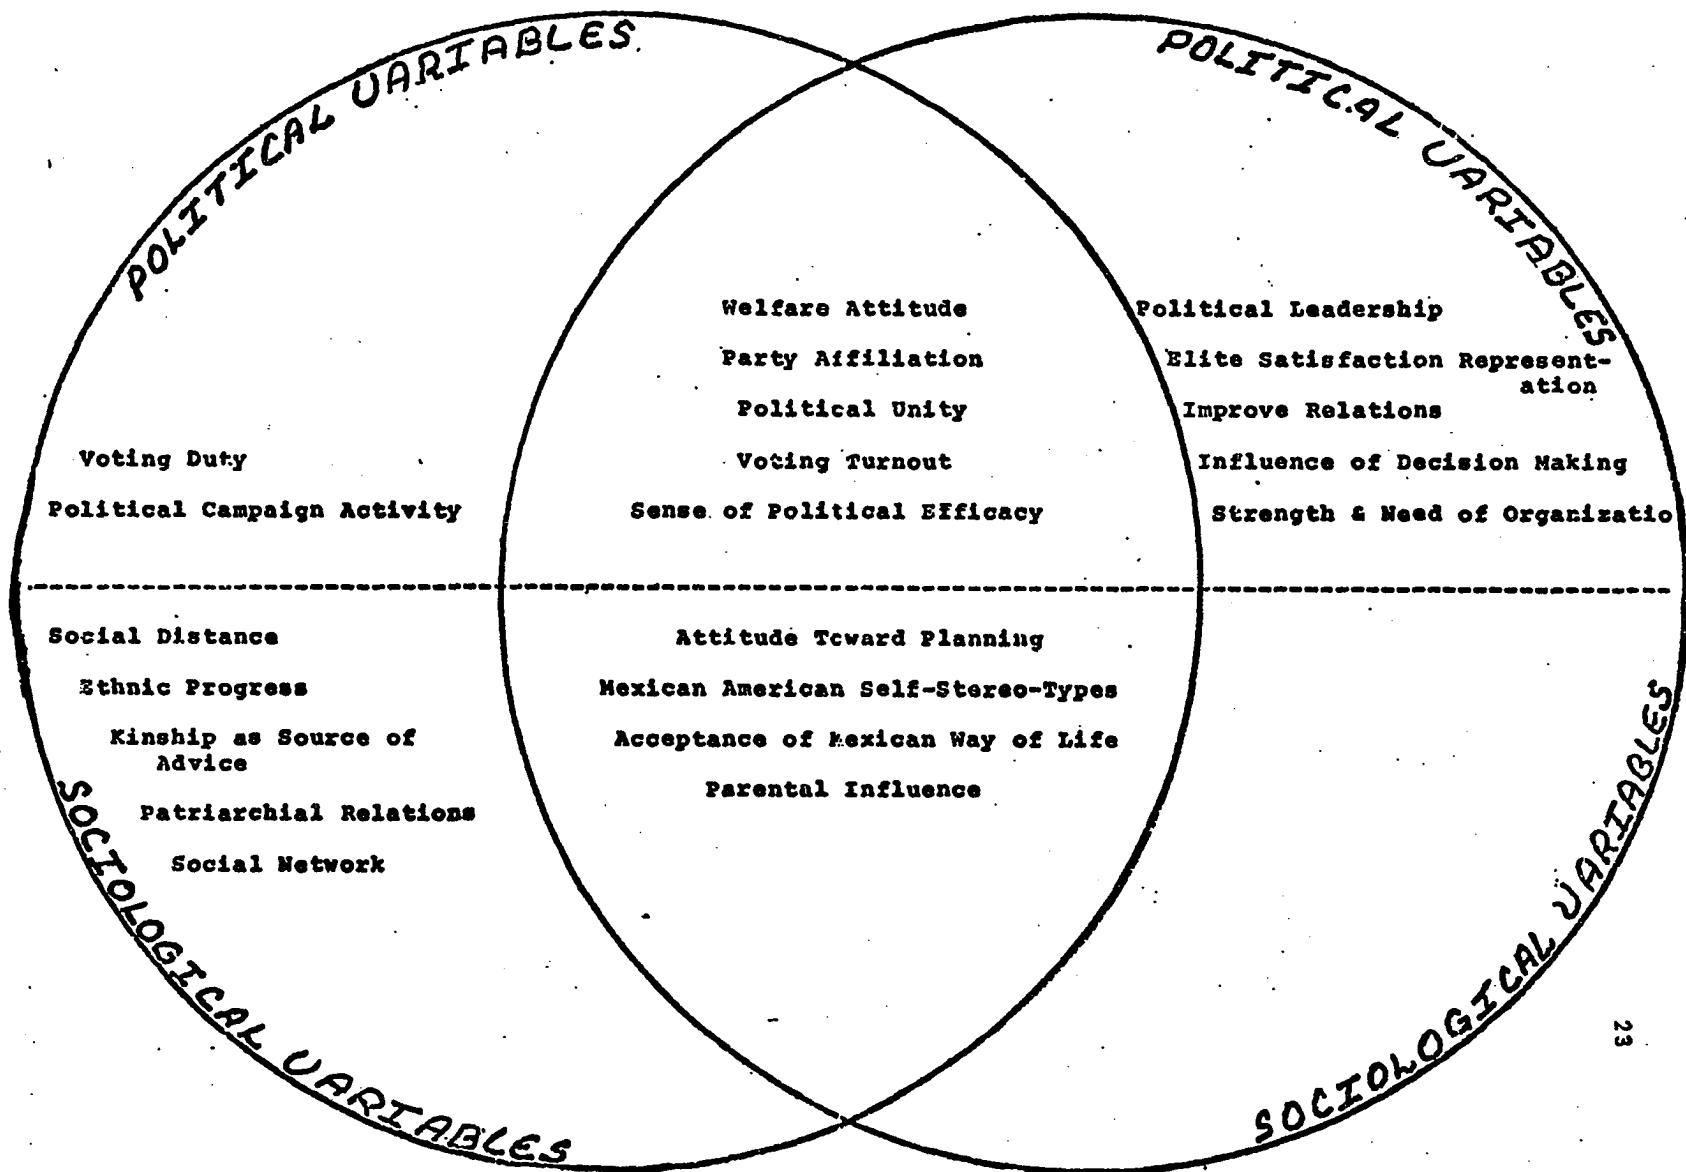 POLITICAL VARIABLES
POLITICAL VARIABLES
Voting Duty
Political Campaign Activity
Welfare Attitude
Party Affiliation
Political Unity
Voting Turnout
Sense of Political Efficacy
Political Leadership
Elite Satisfaction Represent-
ation
Improve Relations
Influence of Decision Making
Strength & Need of Organizatio
Social Distance
Ethnic Progress
Kinship as Source of
Advice
Patriarchial Relations
Social Network
Attitude Toward Planning
Mexican American Self-Stereo-Types
Acceptance of Mexican Way of Life
Parental Influence
SOCIOLOGICAL VARIABLES
SOCIOLOGICAL VARIABLES
23